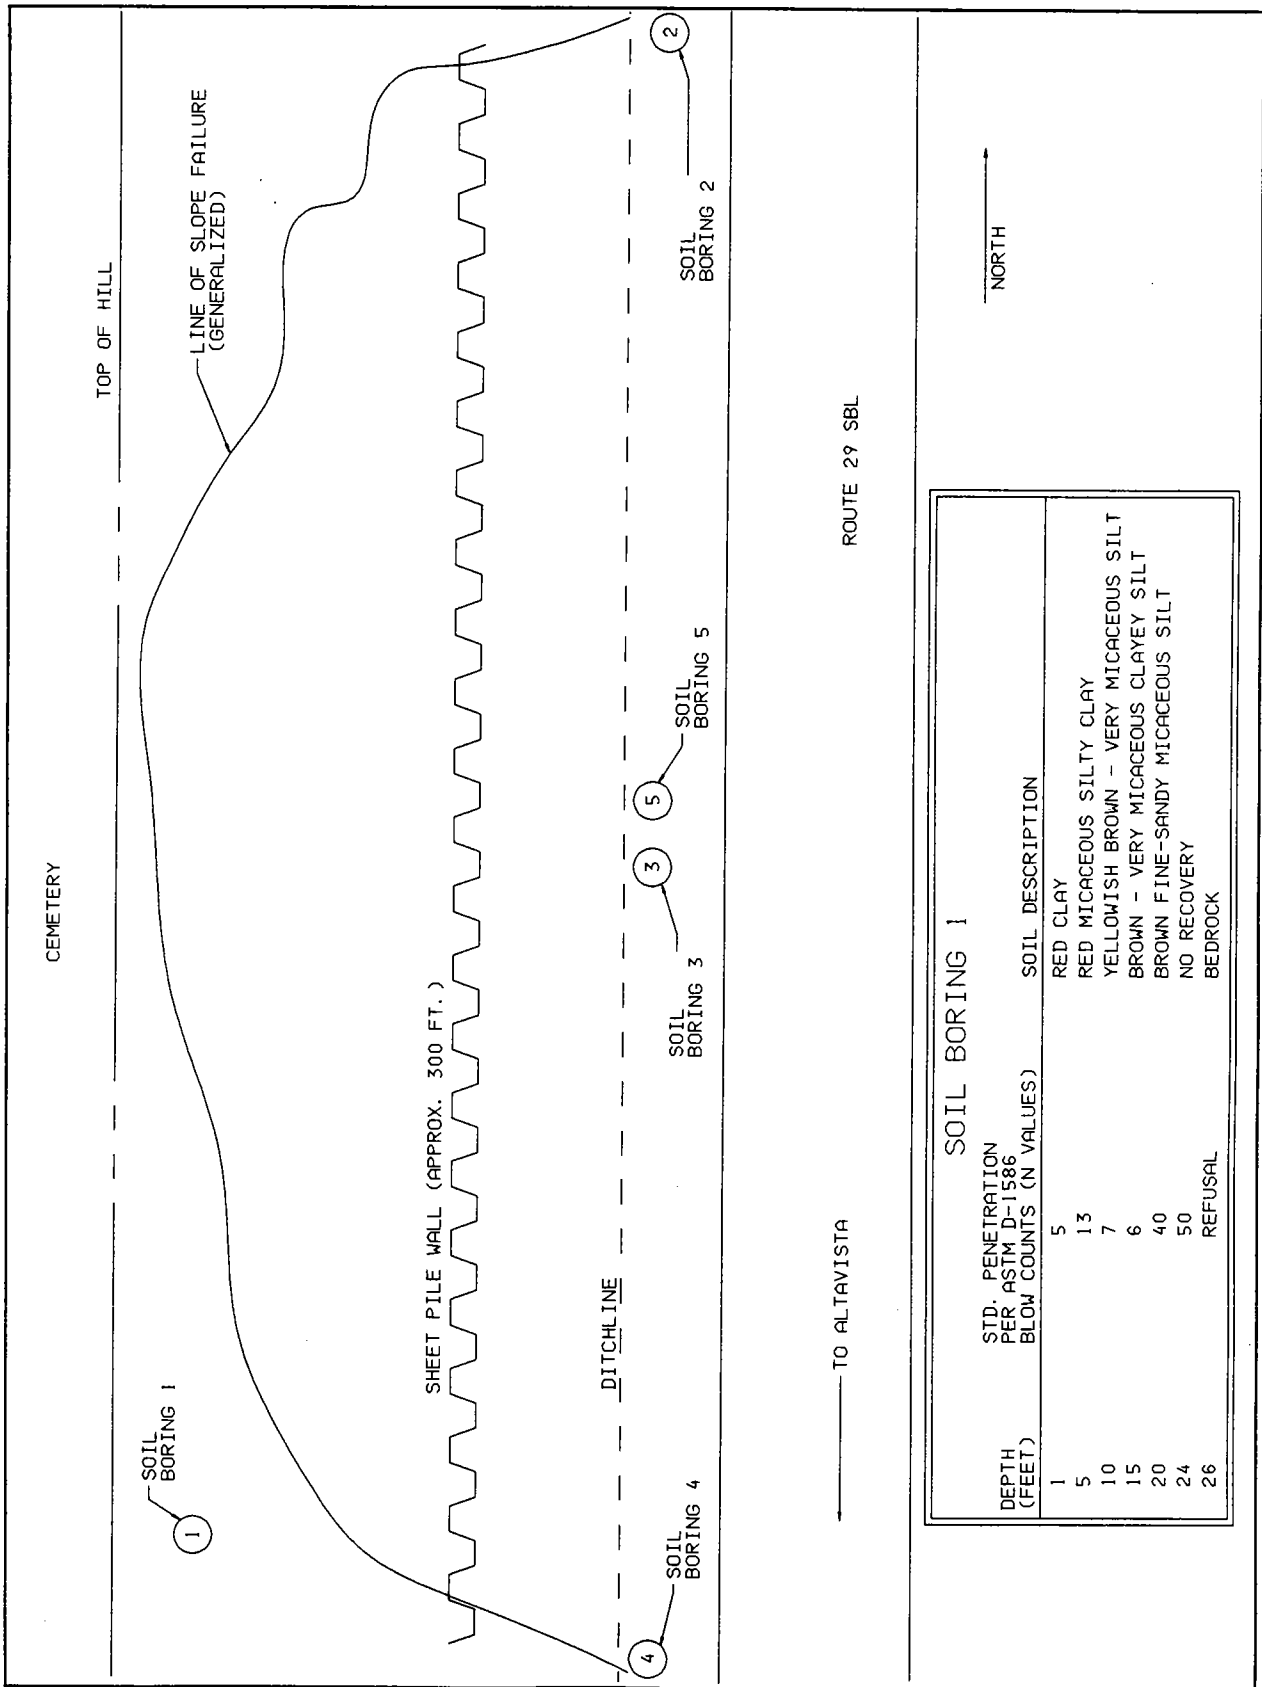 CEMETERY
TOP OF HILL
SOIL
BORING 1
1
LINE OF SLOPE FAILURE
(GENERALIZED)
SHEET PILE WALL (APPROX. 300 FT.)
DITCHLINE
4
3
5
2
SOIL
BORING 4
SOIL
BORING 3
SOIL
BORING 5
SOIL
BORING 2
TO ALTAVISTA
ROUTE 29 SBL
NORTH
SOIL BORING 1
DEPTH
(FEET)
STD. PENETRATION
PER ASTM D-1586
BLOW COUNTS (N VALUES)
SOIL DESCRIPTION
1 5 RED CLAY
5 13 RED MICACEOUS SILTY CLAY
10 7 YELLOWISH BROWN - VERY MICACEOUS SILT
15 6 BROWN - VERY MICACEOUS CLAYEY SILT
20 40 BROWN FINE-SANDY MICACEOUS SILT
24 50 NO RECOVERY
26 REFUSAL BEDROCK